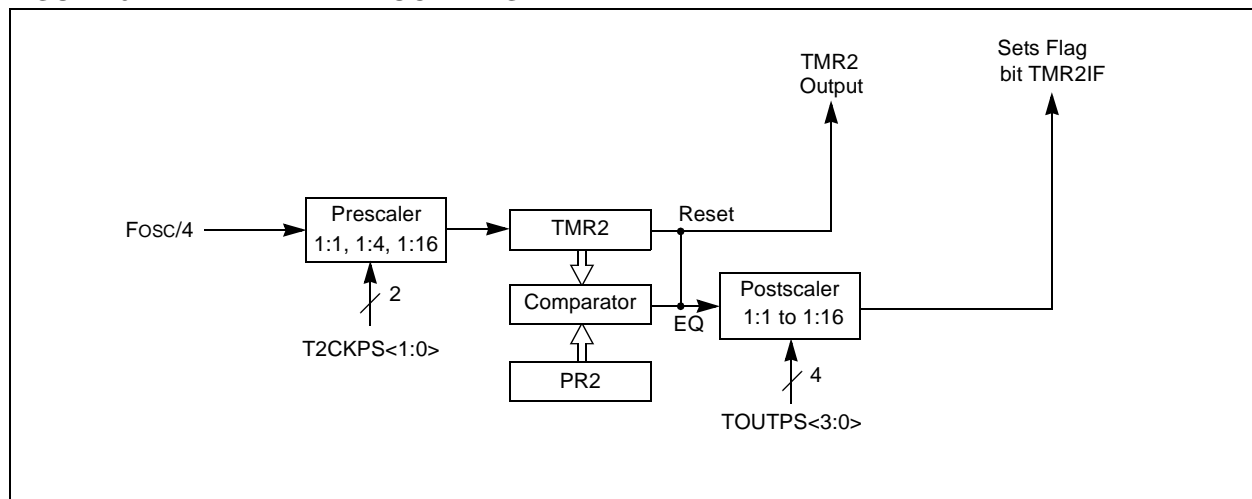 TMR2
Output
Sets Flag
bit TMR2IF
FOSC/4
Prescaler
1:1, 1:4, 1:16
2
T2CKPS<1:0>
TMR2
Reset
Comparator
EQ
PR2
Postscaler
1:1 to 1:16
4
TOUTPS<3:0>